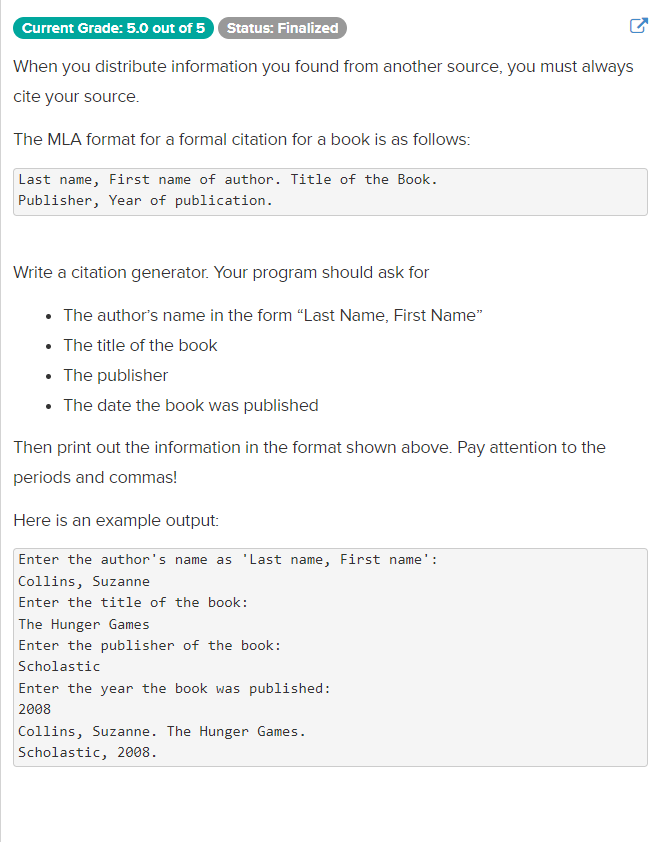 Current Grade: 5.0 out of 5 Status: Finalized
When you distribute information you found from another source, you must always
cite your source.
The MLA format for a formal citation for a book is as follows:
Last name, First name of author. Title of the Book.
Publisher, Year of publication.
Write a citation generator. Your program should ask for
• The author’s name in the form “Last Name, First Name”
• The title of the book
• The publisher
• The date the book was published
Then print out the information in the format shown above. Pay attention to the
periods and commas!
Here is an example output:
Enter the author's name as 'Last name, First name':
Collins, Suzanne
Enter the title of the book:
The Hunger Games
Enter the publisher of the book:
Scholastic
Enter the year the book was published:
2008
Collins, Suzanne. The Hunger Games.
Scholastic, 2008.